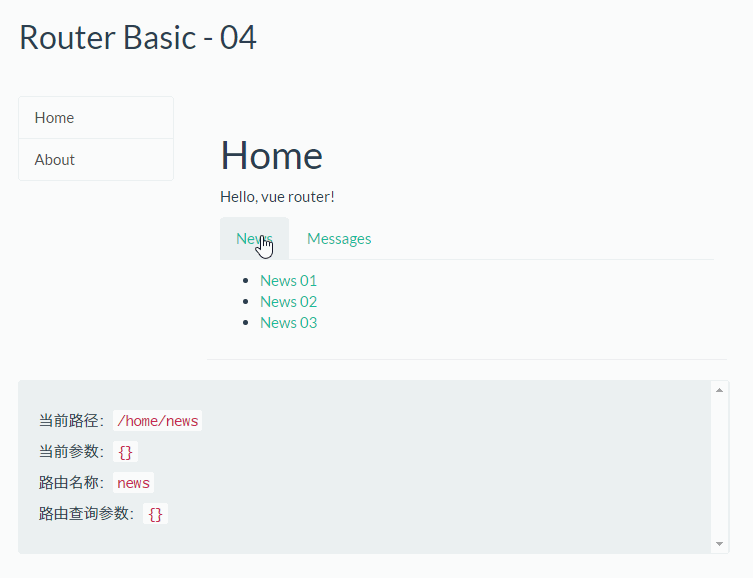 Router Basic - 04
Home
About
Home
Hello, vue router!
News Messages
News 01
News 02
News 03
当前路径： /home/news
当前参数： {}
路由名称： news
路由查询参数： {}